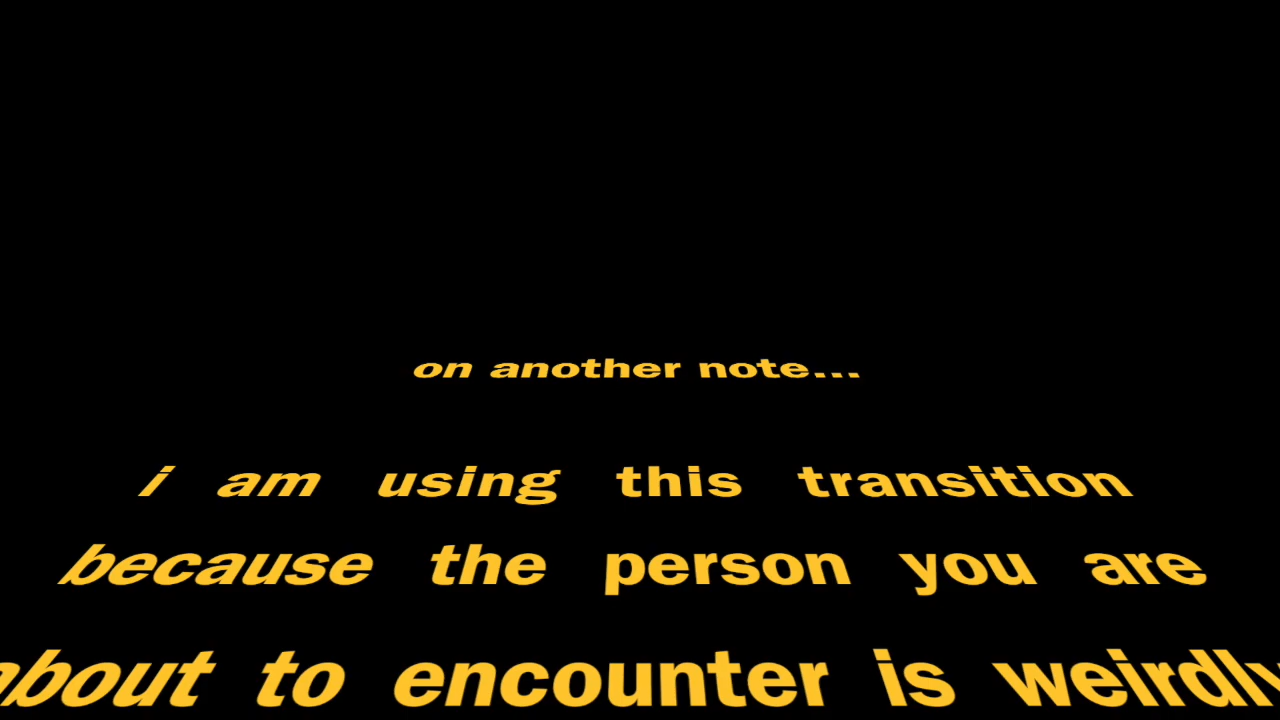 on another note...
i am using this transition
because the person you are
about to encounter is weirdly